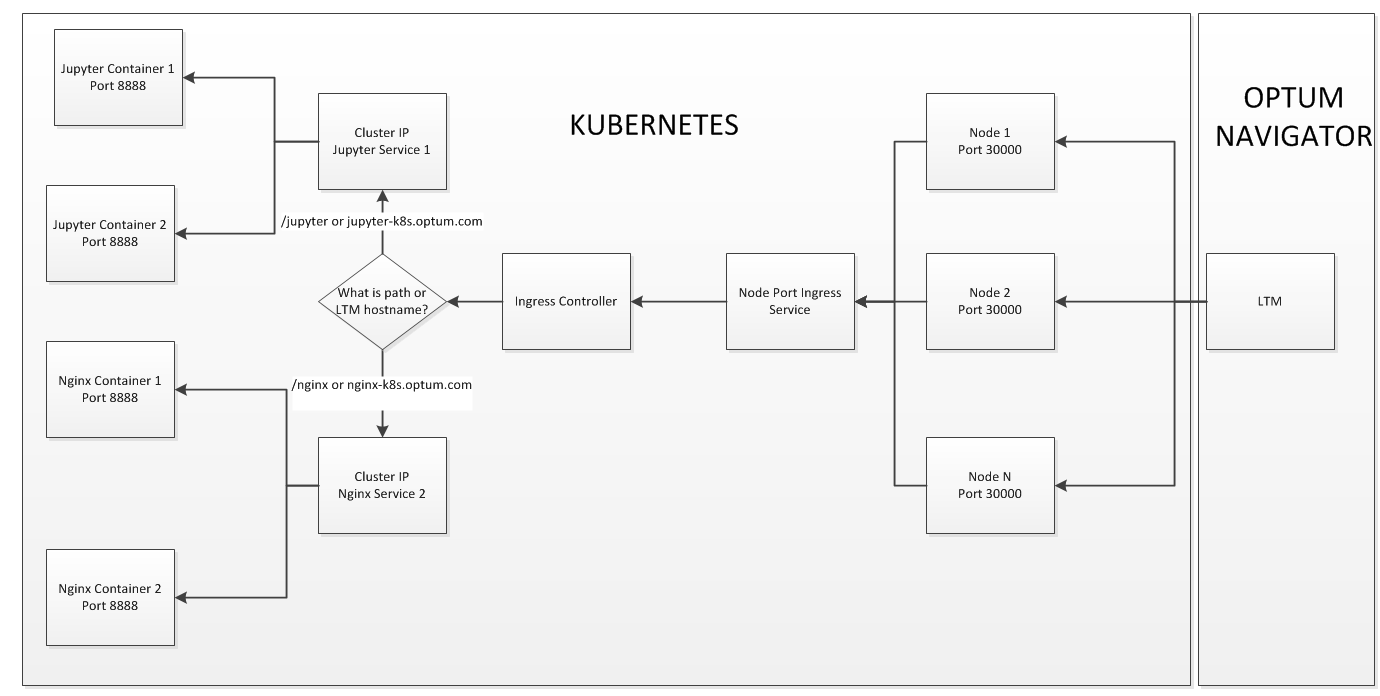 Jupyter Container 1
Port 8888
Cluster IP
Jupyter Service 1
KUBERNETES
Node 1
Port 30000
OPTUM
NAVIGATOR
Jupyter Container 2
Port 8888
/jupyter or jupyter-k8s.optum.com
What is path or
LTM hostname?
Ingress Controller
Node Port Ingress
Service
Node 2
Port 30000
LTM
Nginx Container 1
Port 8888
/nginx or nginx-k8s.optum.com
Cluster IP
Nginx Service 2
Node N
Port 30000
Nginx Container 2
Port 8888